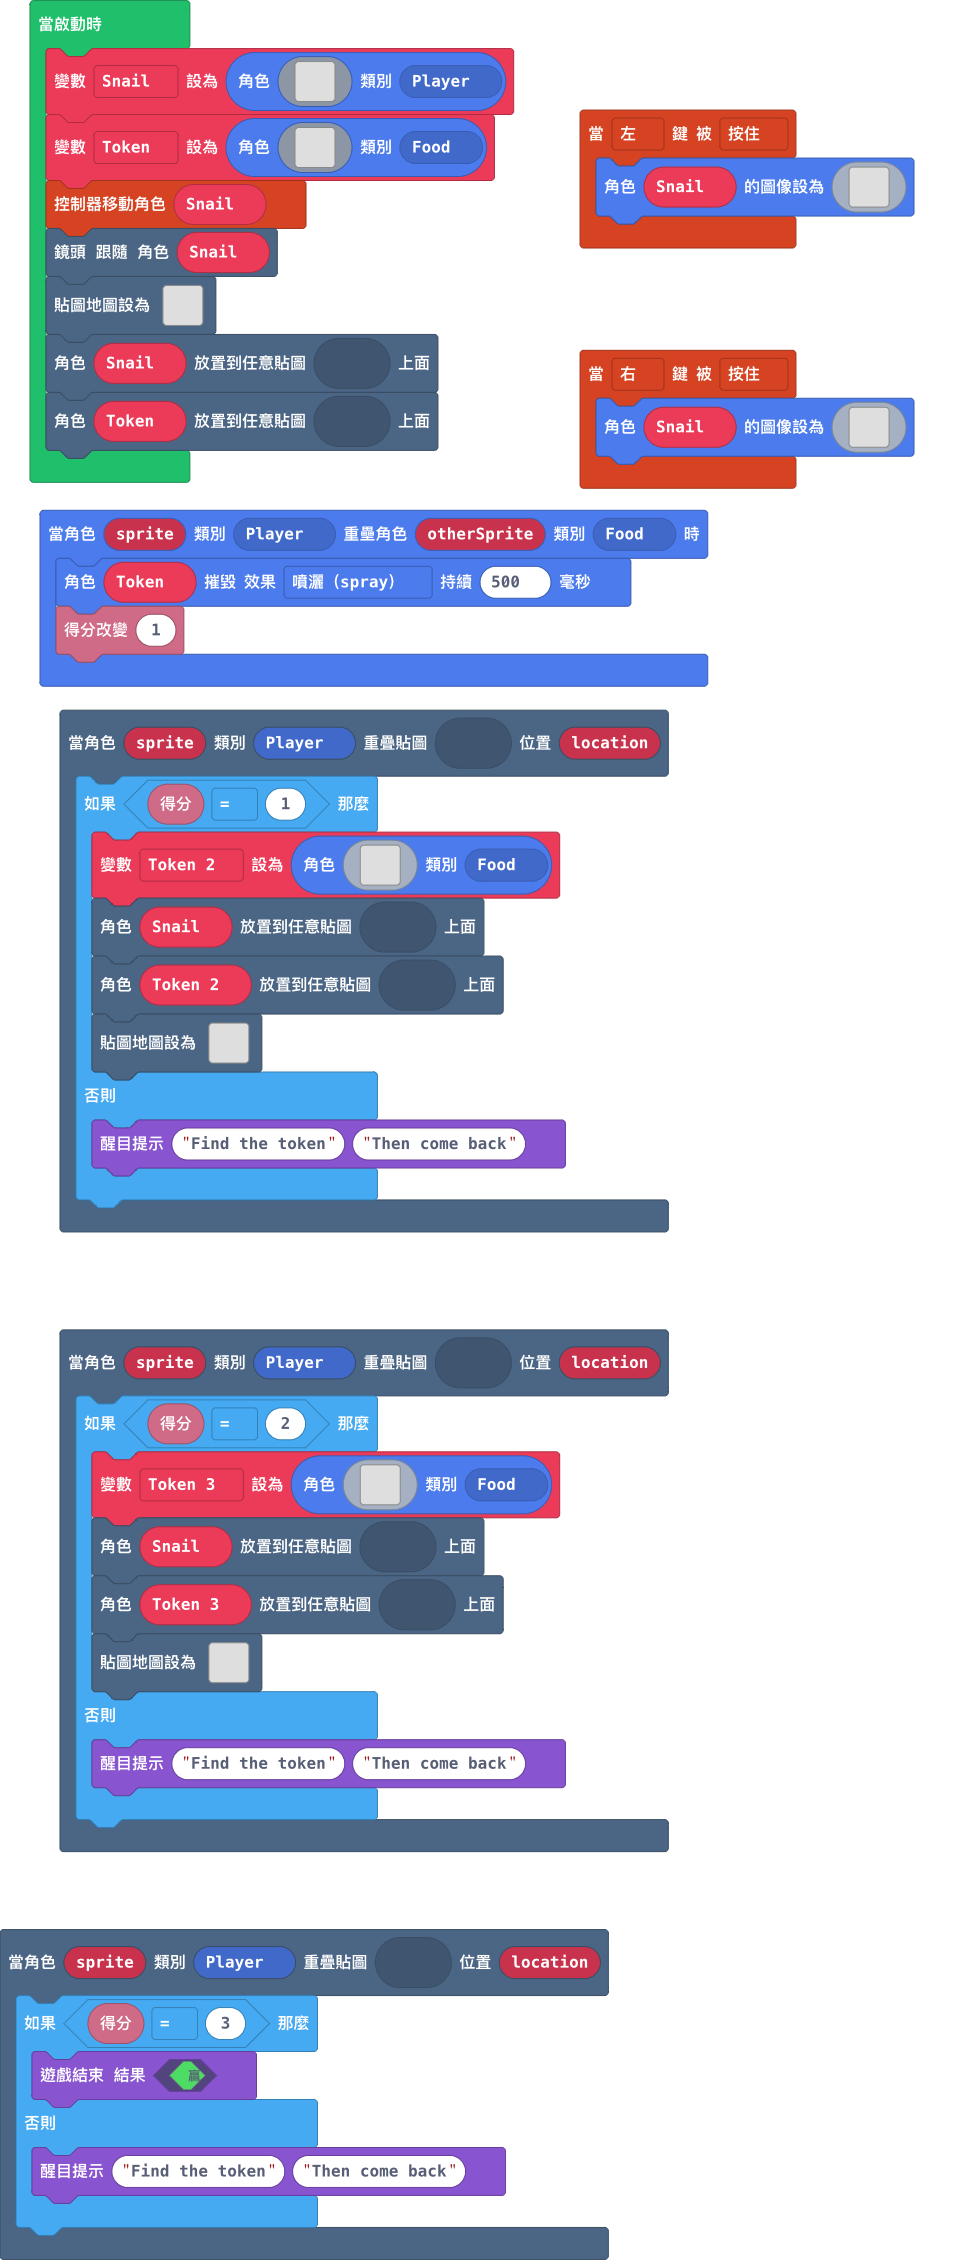 當啟動時
變數 Snail 設為 角色 類別 Player
變數 Token 設為 角色 類別 Food
控制器移動角色 Snail
鏡頭 跟隨 角色 Snail
貼圖地圖設為
角色 Snail 放置到任意貼圖 上面
角色 Token 放置到任意貼圖 上面
當 左 鍵 被 按住
角色 Snail 的圖像設為
當 右 鍵 被 按住
角色 Snail 的圖像設為
當角色 sprite 類別 Player 重疊角色 otherSprite 類別 Food 時
角色 Token 摧毀 效果 噴灑 (spray) 持續 500 毫秒
得分改變 1
當角色 sprite 類別 Player 重疊貼圖 位置 location
如果 得分 = 1 那麼
變數 Token 2 設為 角色 類別 Food
角色 Snail 放置到任意貼圖 上面
角色 Token 2 放置到任意貼圖 上面
貼圖地圖設為
否則
醒目提示 "Find the token" "Then come back"
當角色 sprite 類別 Player 重疊貼圖 位置 location
如果 得分 = 2 那麼
變數 Token 3 設為 角色 類別 Food
角色 Snail 放置到任意貼圖 上面
角色 Token 3 放置到任意貼圖 上面
貼圖地圖設為
否則
醒目提示 "Find the token" "Then come back"
當角色 sprite 類別 Player 重疊貼圖 位置 location
如果 得分 = 3 那麼
遊戲結束 結果 贏
否則
醒目提示 "Find the token" "Then come back"